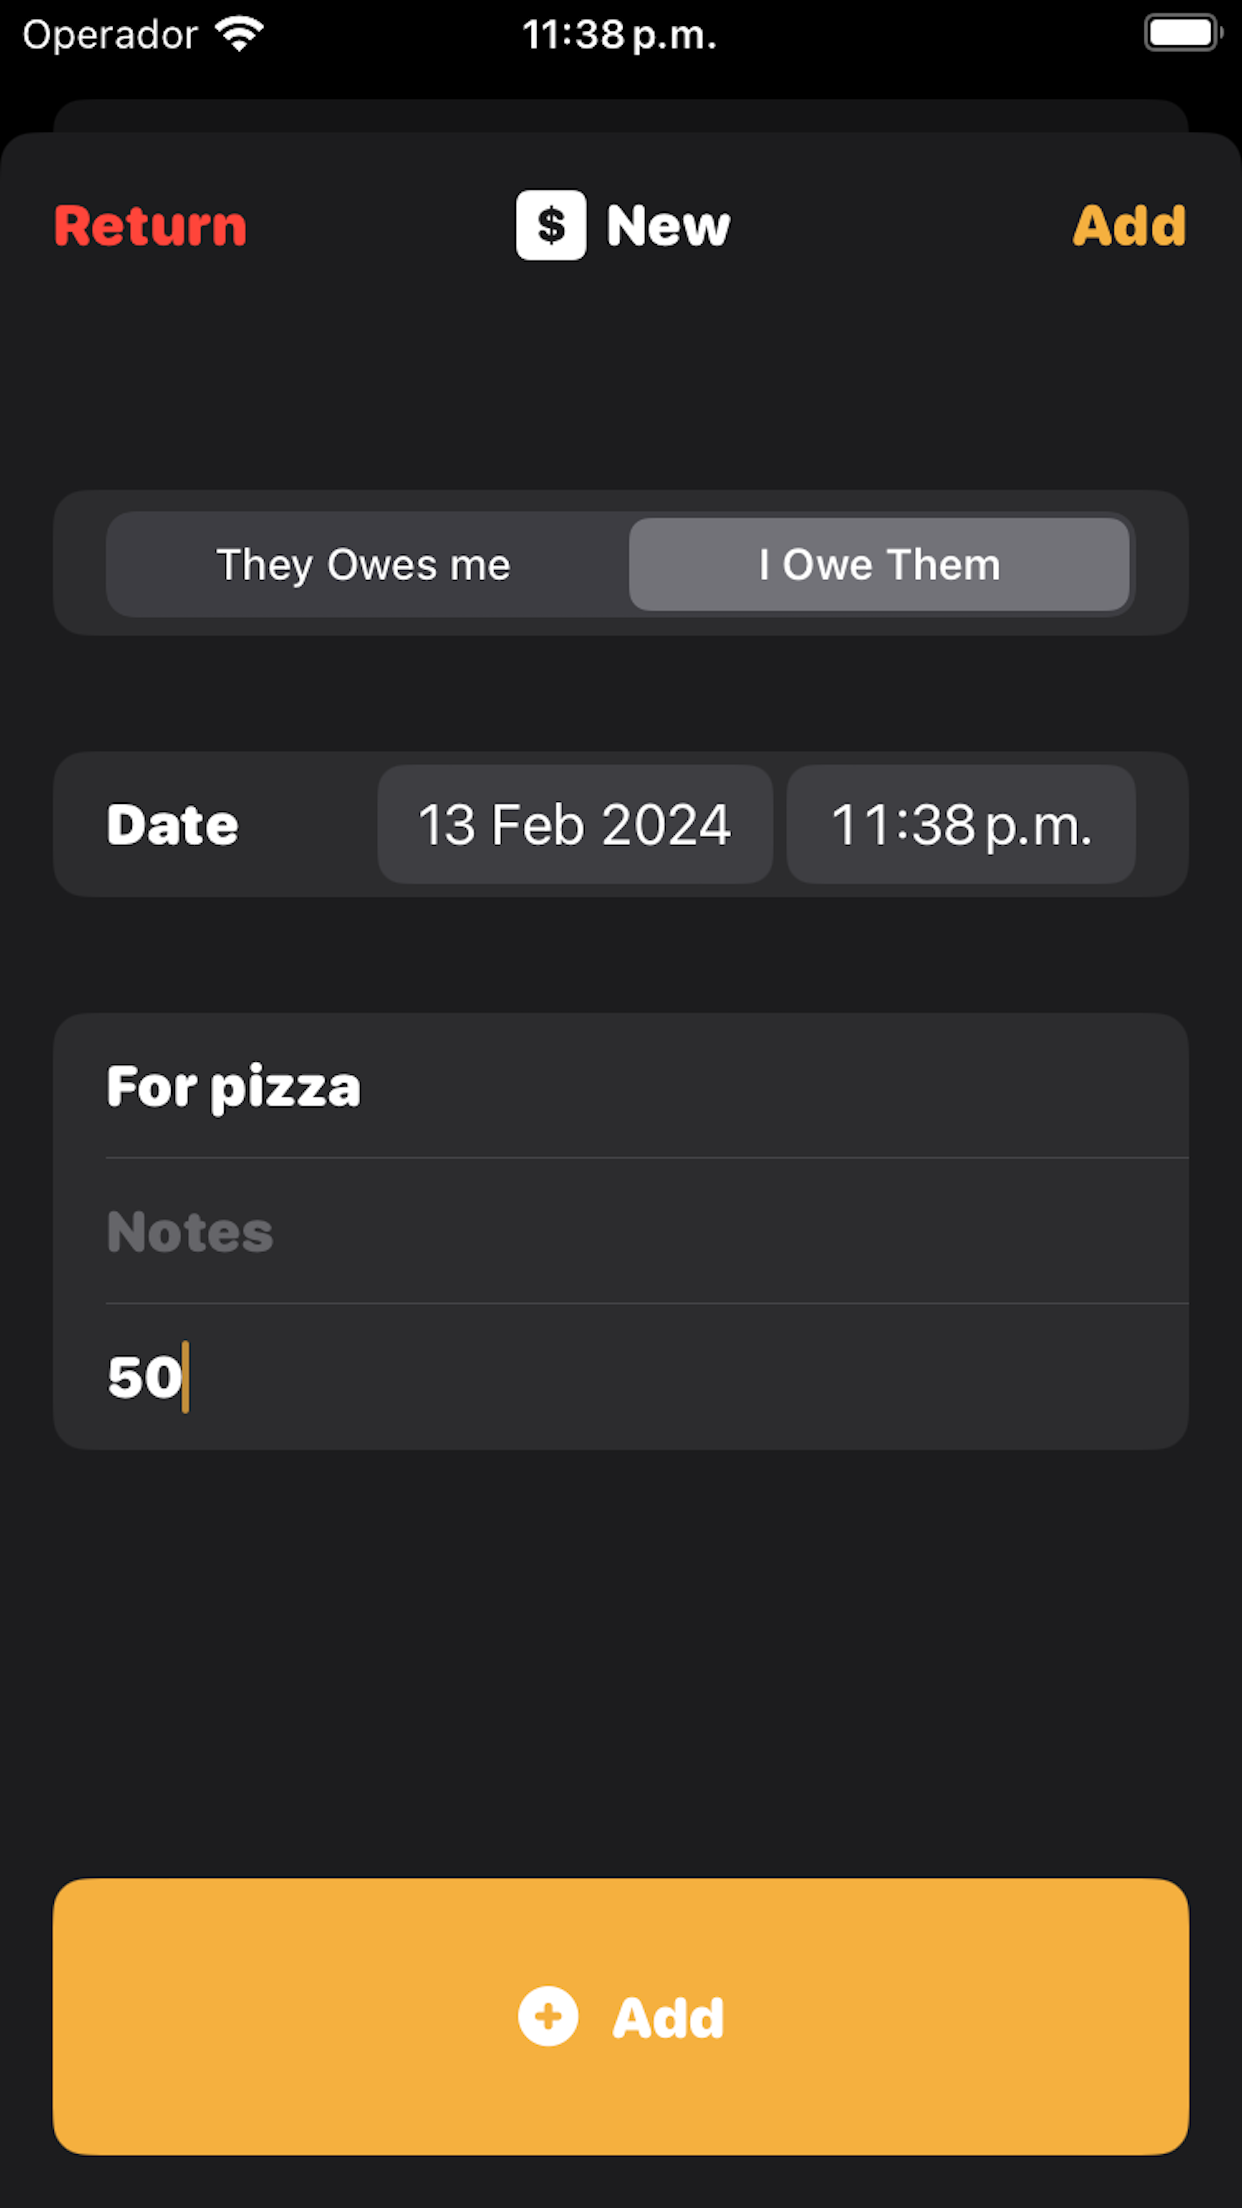 Operador 11:38 p.m.
Return $ New Add
They Owes me I Owe Them
Date 13 Feb 2024 11:38 p.m.
For pizza
Notes
50
Add